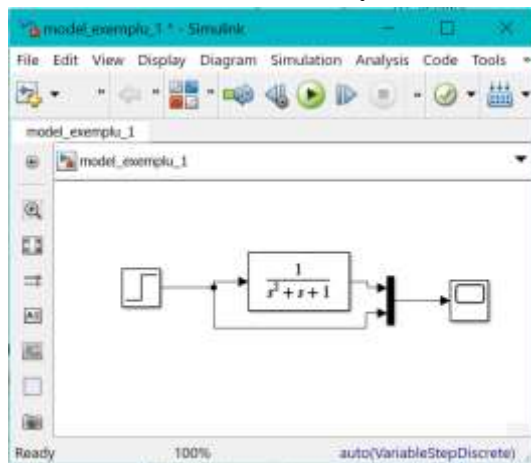 model_exemplu_1 * - Simulink
File Edit View Display Diagram Simulation Analysis Code Tools
model_exemplu_1
model_exemplu_1
1
s² + s + 1
Ready 100% auto(VariableStepDiscrete)